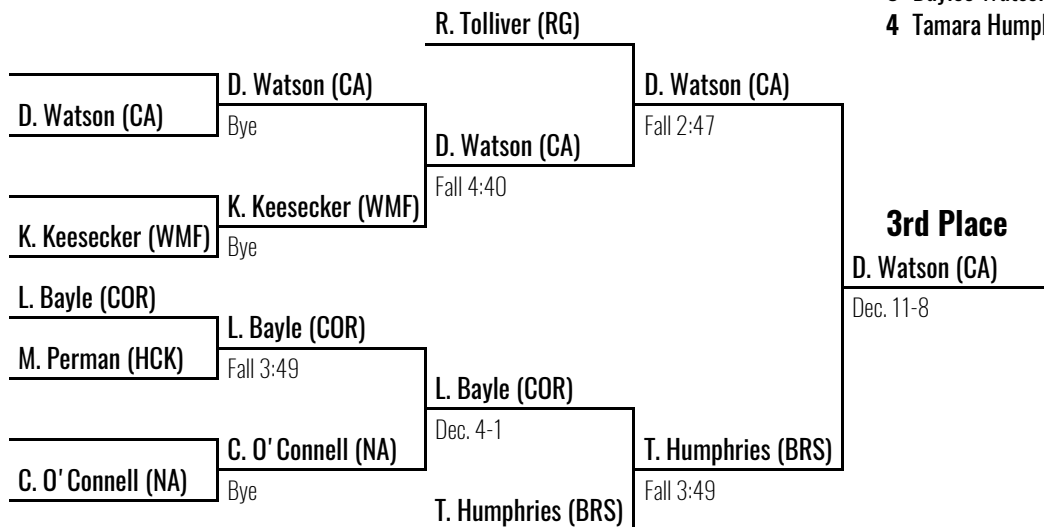 4 Tamara
R. Tolliver (RG)
D. Watson (CA)
D. Watson (CA)
Bye
D. Watson (CA)
Fall 2:47
D. Watson (CA)
Fall 4:40
K. Keesecker (WMF)
K. Keesecker (WMF)
Bye
3rd Place
D. Watson (CA)
Dec. 11-8
L. Bayle (COR)
M. Perman (HCK)
L. Bayle (COR)
Fall 3:49
L. Bayle (COR)
Dec. 4-1
C. O'Connell (NA)
C. O'Connell (NA)
Bye
T. Humphries (BRS)
Fall 3:49
T. Humphries (BRS)